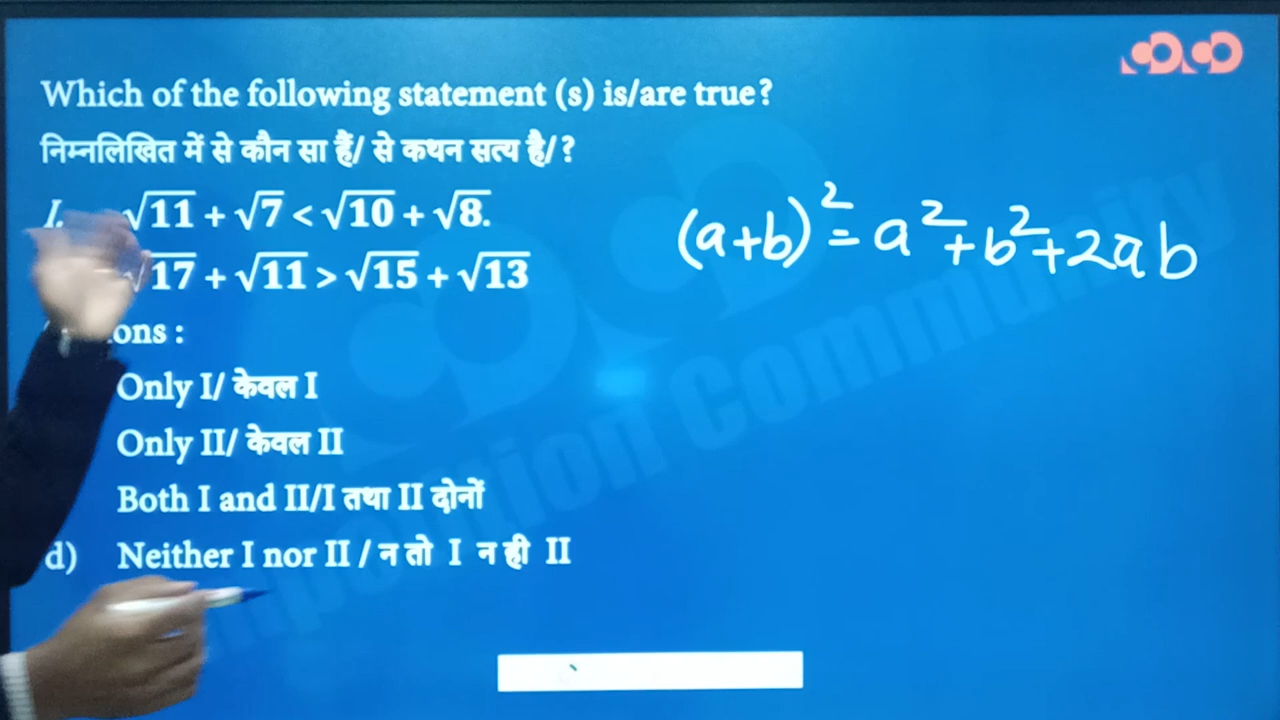 Which of the following statement (s) is/are true?
निम्नलिखित में से कौन सा हैं/ से कथन सत्य है/?
I. √11 + √7 < √10 + √8.
√17 + √11 > √15 + √13
(a+b)² = a² + b² + 2ab
ons :
Only I/ केवल I
Only II/ केवल II
Both I and II/I तथा II दोनों
d) Neither I nor II / न तो I न ही II
Community